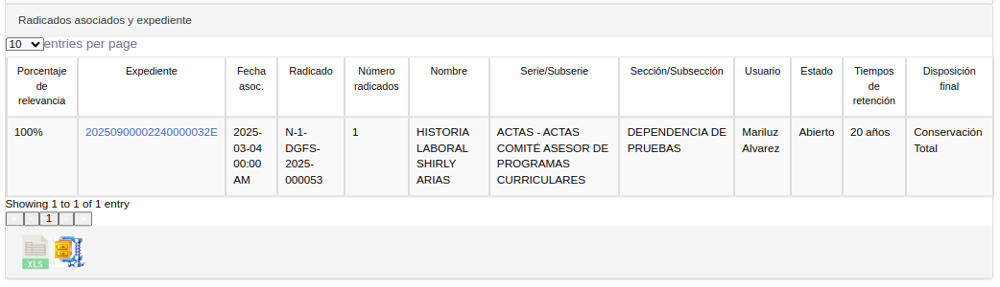 Radicados asociados y expediente
10 entries per page
Porcentaje de relevancia Expediente Fecha asoc. Radicado Número radicados Nombre Serie/Subserie Sección/Subsección Usuario Estado Tiempos de retención Disposición final
100% 20250900002240000032E 2025-03-04 00:00 AM N-1-DGFS-2025-000053 1 HISTORIA LABORAL SHIRLY ARIAS ACTAS - ACTAS COMITÉ ASESOR DE PROGRAMAS CURRICULARES DEPENDENCIA DE PRUEBAS Mariluz Alvarez Abierto 20 años Conservación Total
Showing 1 to 1 of 1 entry
1
XLS